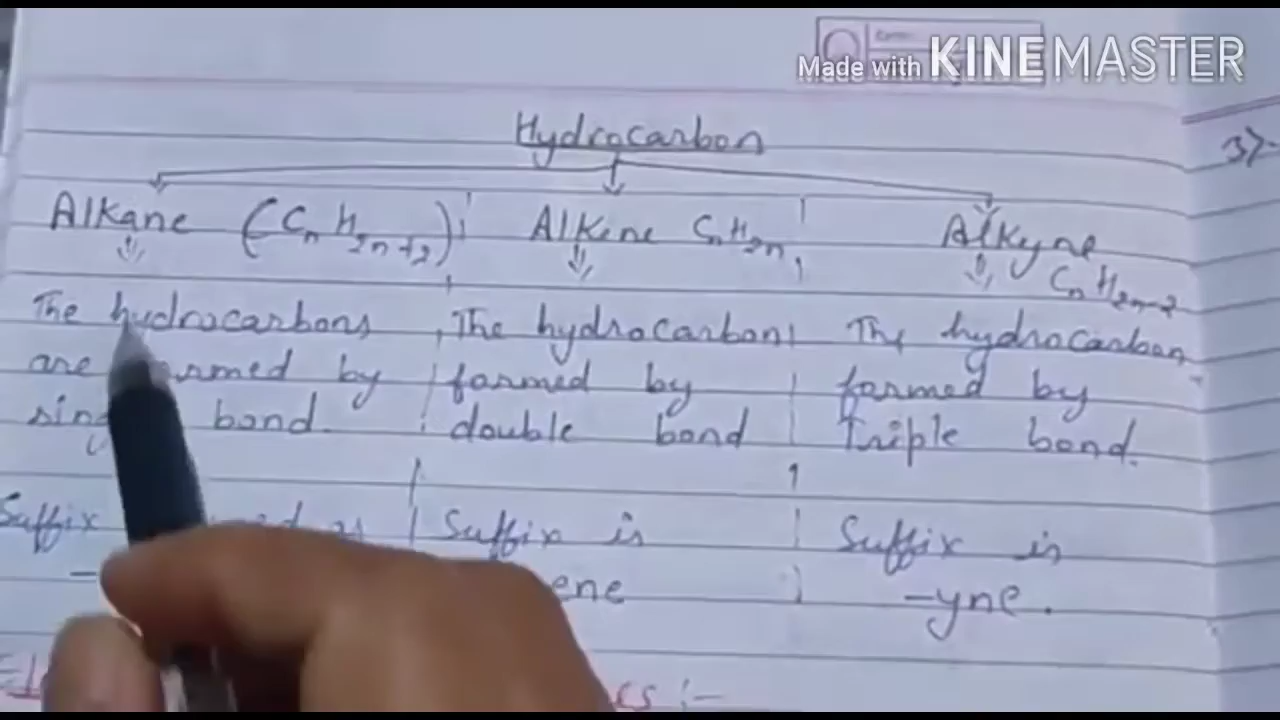 Made with KINEMASTER
Hydrocarbon
3)-
Alkane (CnH2n+2)
The hydrocarbons
are by
bond.
Suffix
Alkene CnH2n
The hydrocarbon
formed by
double bond
Suffix is
ene
Alkyne
CnH2n-2
The hydrocarbon
formed by
Triple bond.
Suffix is
-yne.